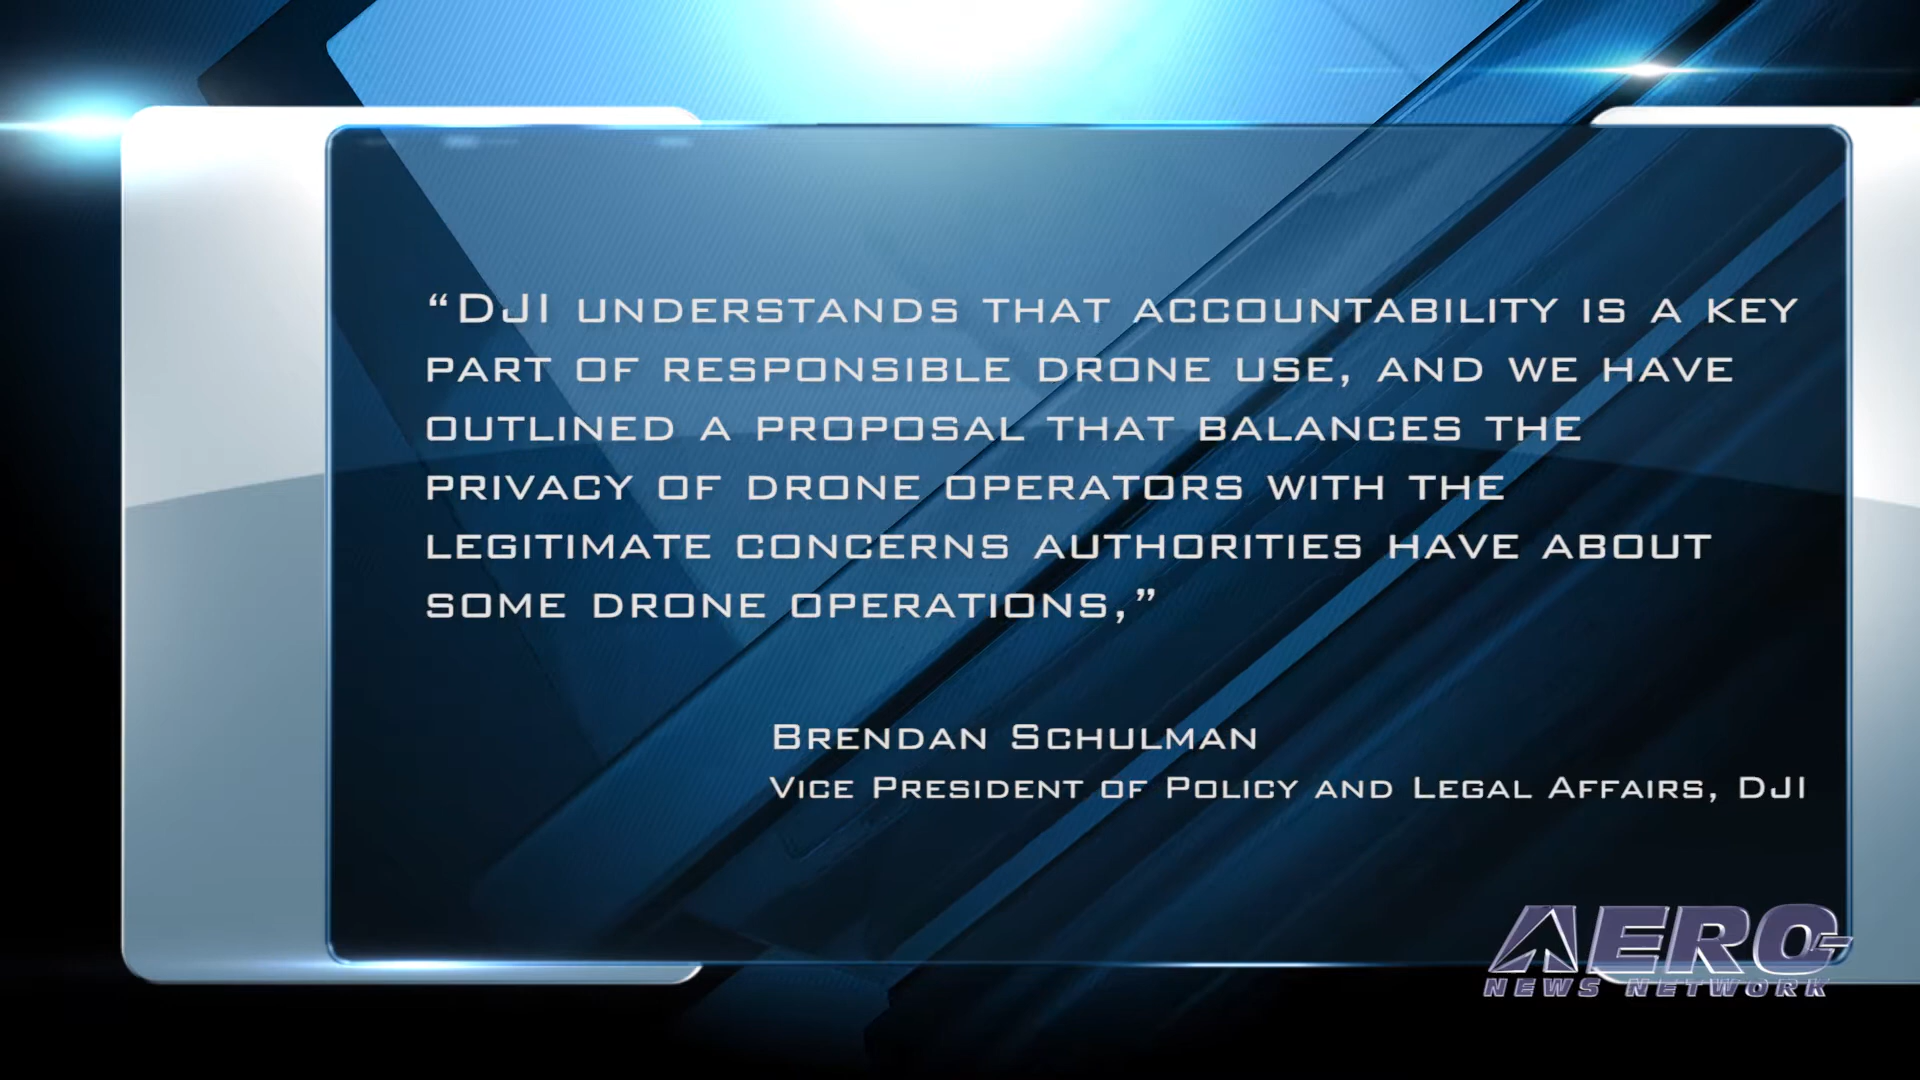 “DJI UNDERSTANDS THAT ACCOUNTABILITY IS A KEY
PART OF RESPONSIBLE DRONE USE, AND WE HAVE
OUTLINED A PROPOSAL THAT BALANCES THE
PRIVACY OF DRONE OPERATORS WITH THE
LEGITIMATE CONCERNS AUTHORITIES HAVE ABOUT
SOME DRONE OPERATIONS,”
BRENDAN SCHULMAN
VICE PRESIDENT OF POLICY AND LEGAL AFFAIRS, DJI
AERO-
NEWS NETWORK